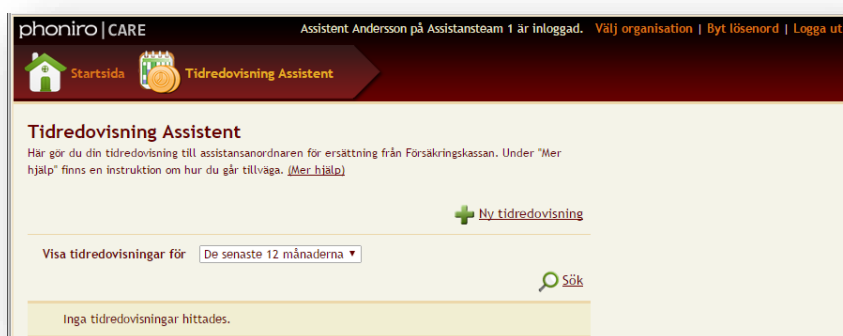 phoniro|CARE Assistent Andersson på Assistansteam 1 är inloggad. Välj organisation | Byt lösenord | Logga ut
Startsida Tidredovisning Assistent
Tidredovisning Assistent
Här gör du din tidredovisning till assistansanordnaren för ersättning från Försäkringskassan. Under "Mer
hjälp" finns en instruktion om hur du går tillväga. (Mer hjälp)
Ny tidredovisning
Visa tidredovisningar för De senaste 12 månaderna
Sök
Inga tidredovisningar hittades.